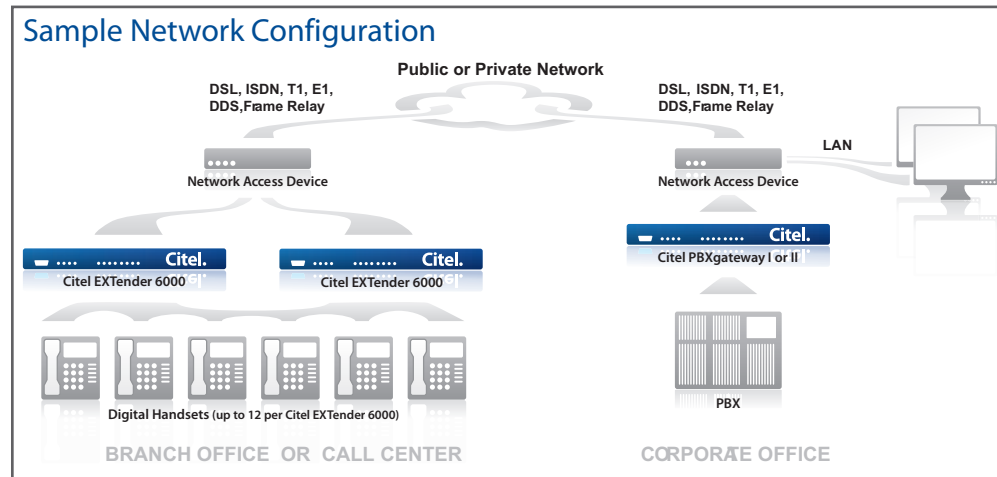 Sample Network Configuration
Public or Private Network
DSL, ISDN, T1, E1,
DDS,Frame Relay
DSL, ISDN, T1, E1,
DDS,Frame Relay
LAN
Network Access Device
Network Access Device
Citel.
Citel.
Citel.
Citel EXTender 6000
Citel EXTender 6000
Citel PBXgateway I or II
PBX
Digital Handsets (up to 12 per Citel EXTender 6000)
BRANCH OFFICE OR CALL CENTER
CORPORATE OFFICE